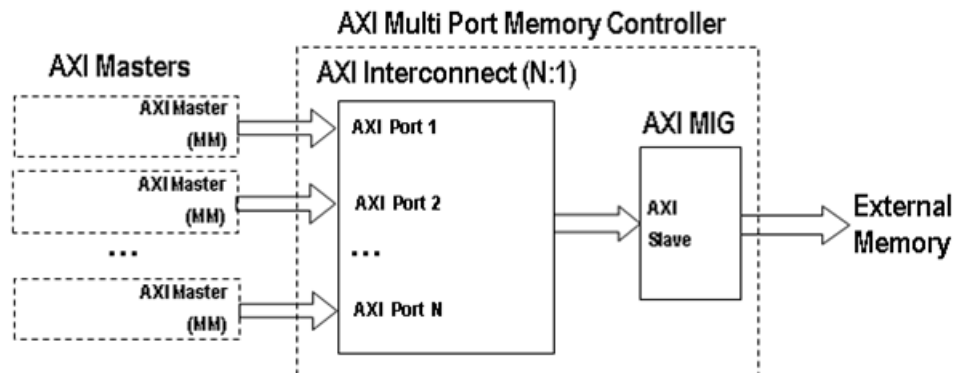 AXI Multi Port Memory Controller
AXI Masters
AXI Interconnect (N:1)
AXI Master
(MM)
AXI Port 1
AXI MIG
AXI Master
(MM)
AXI Port 2
AXI
Slave
External
Memory
...
...
AXI Master
(MM)
AXI Port N